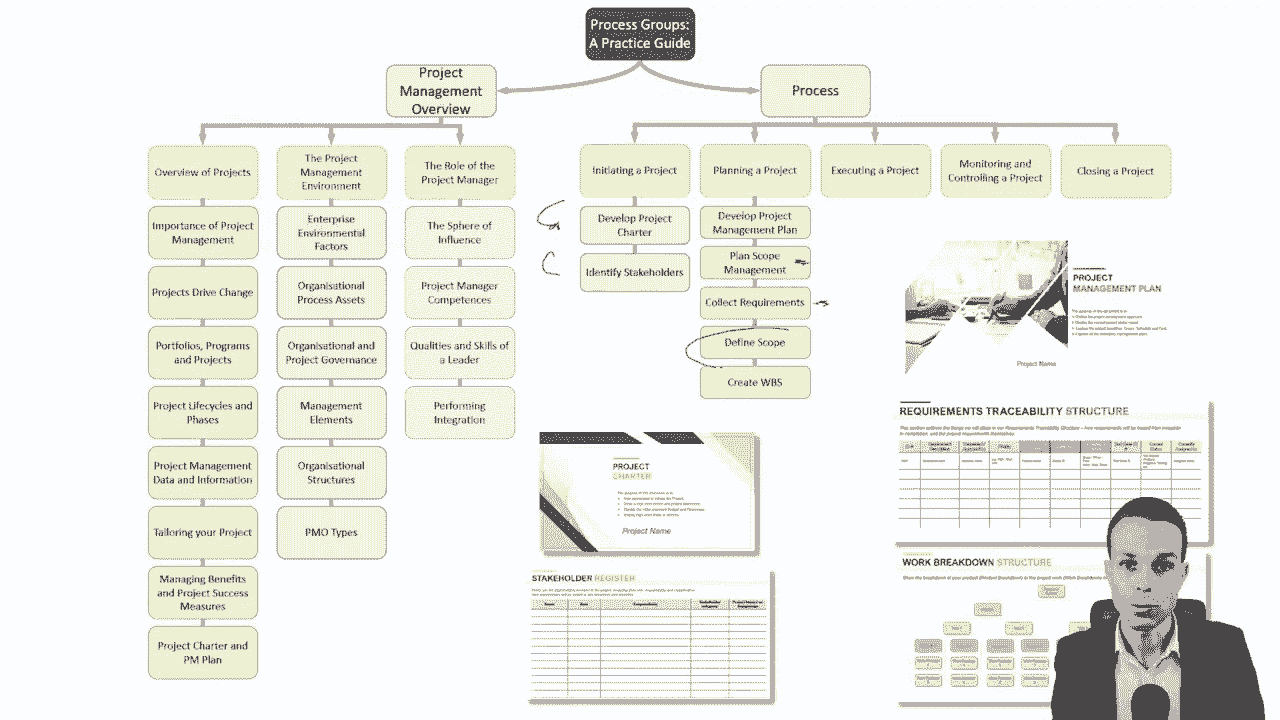 Process Groups:
A Practice Guide
Project
Management
Overview
Process
Overview of Projects
The Project
Management
Environment
The Role of the
Project Manager
Initiating a Project
Planning a Project
Executing a Project
Monitoring and
Controlling a Project
Closing a Project
Importance of Project
Management
Projects Drive Change
Portfolios, Programs
and Projects
Project Lifecycles and
Phases
Project Management
Data and Information
Tailoring your Project
Managing Benefits
and Project Success
Measures
Project Charter and
PM Plan
Enterprise
Environmental
Factors
Organisational
Process Assets
Organisational and
Project Governance
Management
Elements
Organisational
Structures
PMO Types
The Sphere of
Influence
Project Manager
Competences
Qualities and Skills of
a Leader
Performing
Integration
Develop Project
Charter
Identify Stakeholders
Develop Project
Management Plan
Plan Scope
Management
Collect Requirements
Define Scope
Create WBS
PROJECT
MANAGEMENT PLAN
Project Name
PROJECT
CHARTER
Project Name
STAKEHOLDER REGISTER
REQUIREMENTS TRACEABILITY STRUCTURE
WORK BREAKDOWN STRUCTURE